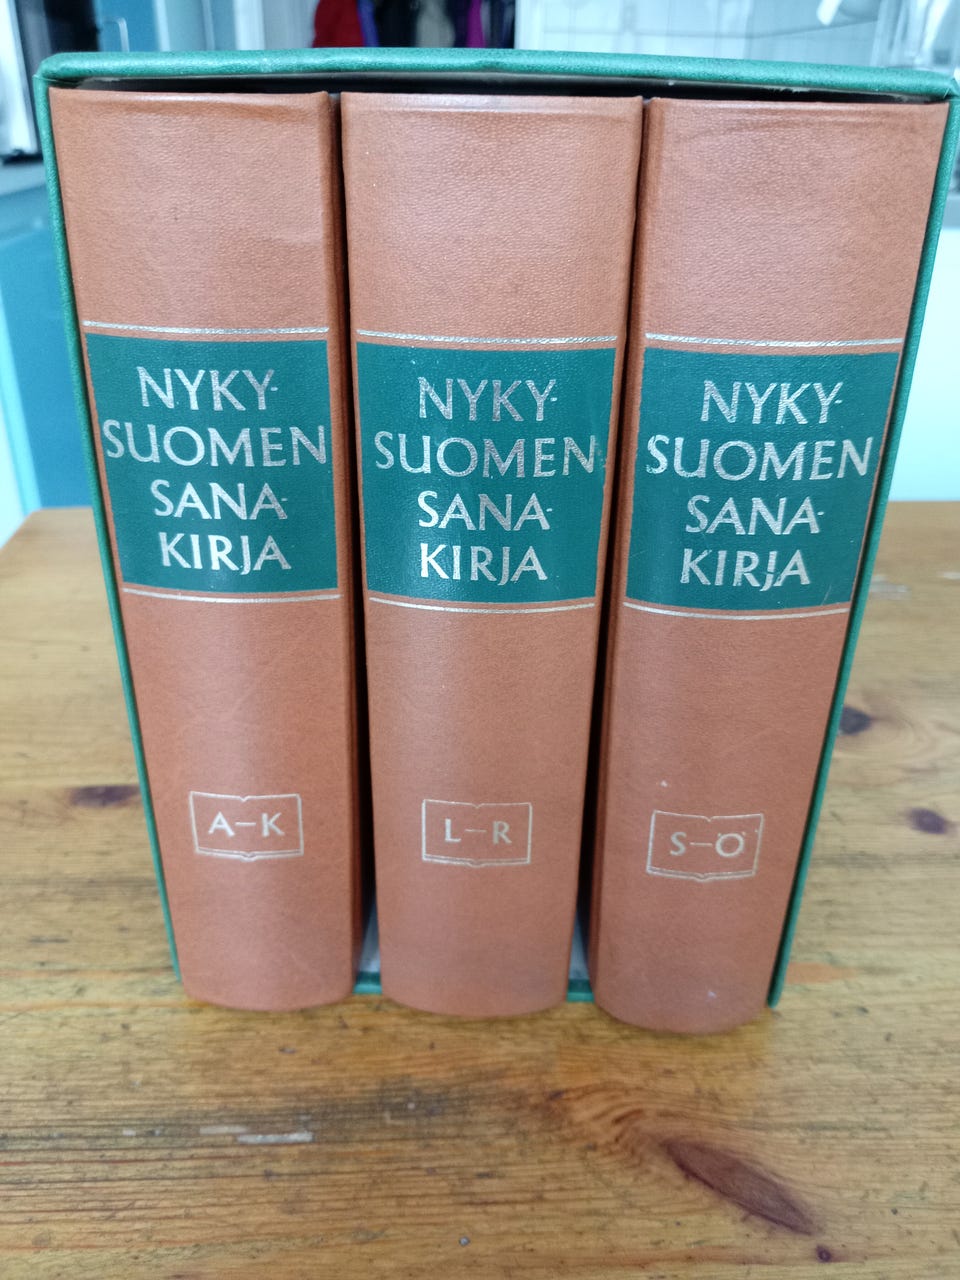 NYKY-
SUOMEN
SANA-
KIRJA
A–K
NYKY-
SUOMEN
SANA-
KIRJA
L–R
NYKY-
SUOMEN
SANA-
KIRJA
S–Ö